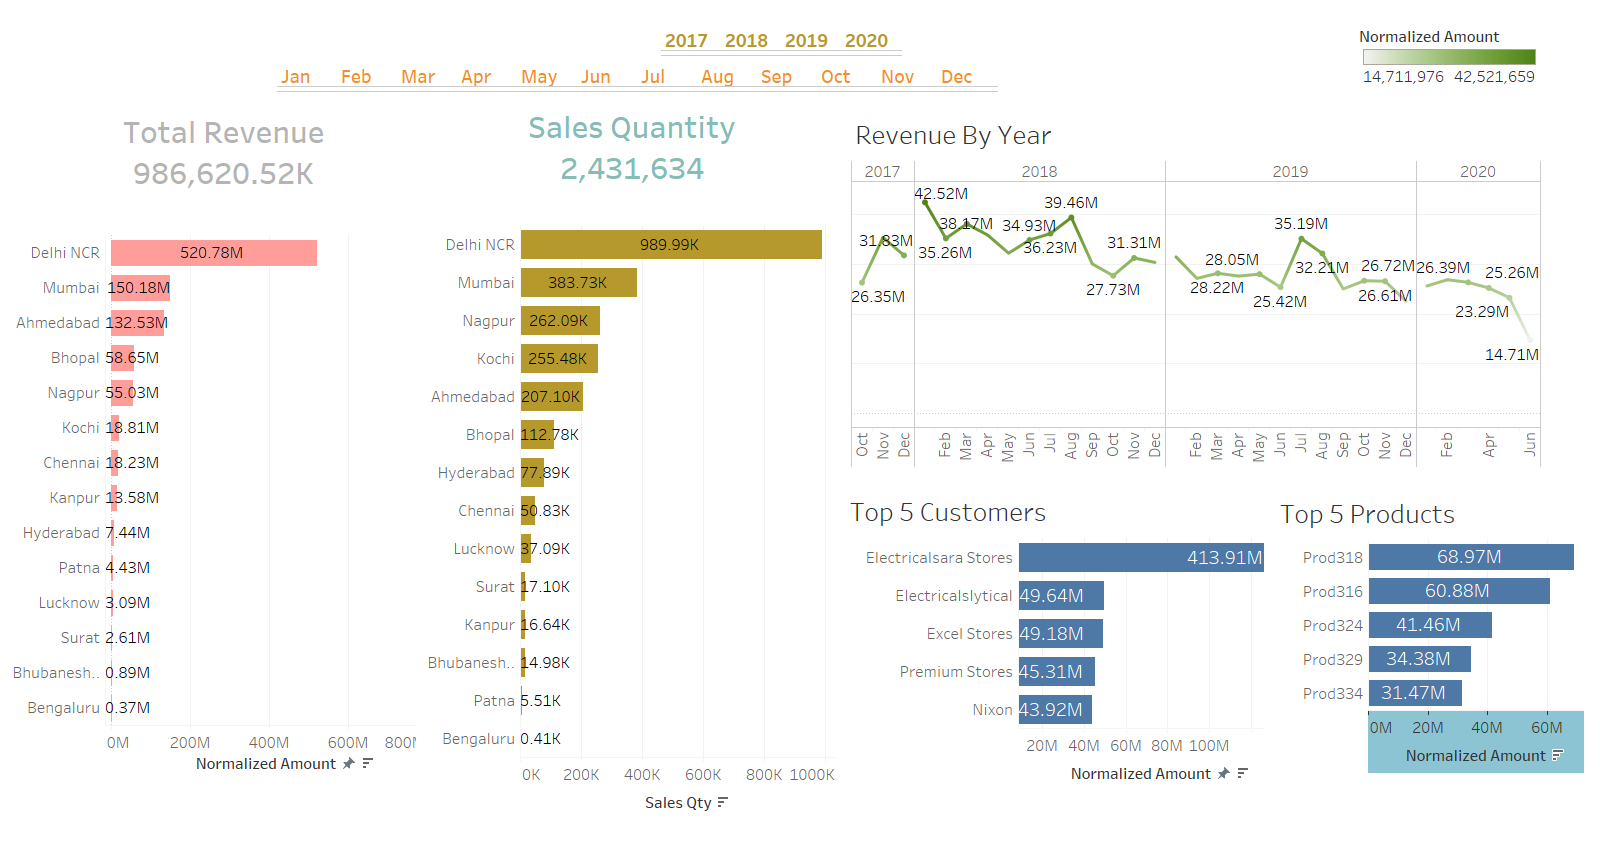 2017 2018 2019 2020
Jan Feb Mar Apr May Jun Jul Aug Sep Oct Nov Dec
Normalized Amount
14,711,976 42,521,659
Total Revenue
986,620.52K
Delhi NCR 520.78M
Mumbai 150.18M
Ahmedabad 132.53M
Bhopal 58.65M
Nagpur 55.03M
Kochi 18.81M
Chennai 18.23M
Kanpur 13.58M
Hyderabad 7.44M
Patna 4.43M
Lucknow 3.09M
Surat 2.61M
Bhubanesh.. 0.89M
Bengaluru 0.37M
0M 200M 400M 600M 800M
Normalized Amount
Sales Quantity
2,431,634
Delhi NCR 989.99K
Mumbai 383.73K
Nagpur 262.09K
Kochi 255.48K
Ahmedabad 207.10K
Bhopal 112.78K
Hyderabad 77.89K
Chennai 50.83K
Lucknow 37.09K
Surat 17.10K
Kanpur 16.64K
Bhubanesh.. 14.98K
Patna 5.51K
Bengaluru 0.41K
0K 200K 400K 600K 800K 1000K
Sales Qty
Revenue By Year
2017 2018 2019 2020
26.35M 31.83M 42.52M 35.26M 38.17M 34.93M 36.23M 39.46M 27.73M 31.31M 28.22M 28.05M 25.42M 35.19M 32.21M 26.72M 26.61M 26.39M 23.29M 25.26M 14.71M
Oct Nov Dec Feb Mar Apr May Jun Jul Aug Sep Oct Nov Dec Feb Mar Apr May Jun Jul Aug Sep Oct Nov Dec Feb Apr Jun
Top 5 Customers
Electricalsara Stores 413.91M
Electricalslytical 49.64M
Excel Stores 49.18M
Premium Stores 45.31M
Nixon 43.92M
20M 40M 60M 80M 100M
Normalized Amount
Top 5 Products
Prod318 68.97M
Prod316 60.88M
Prod324 41.46M
Prod329 34.38M
Prod334 31.47M
0M 20M 40M 60M
Normalized Amount